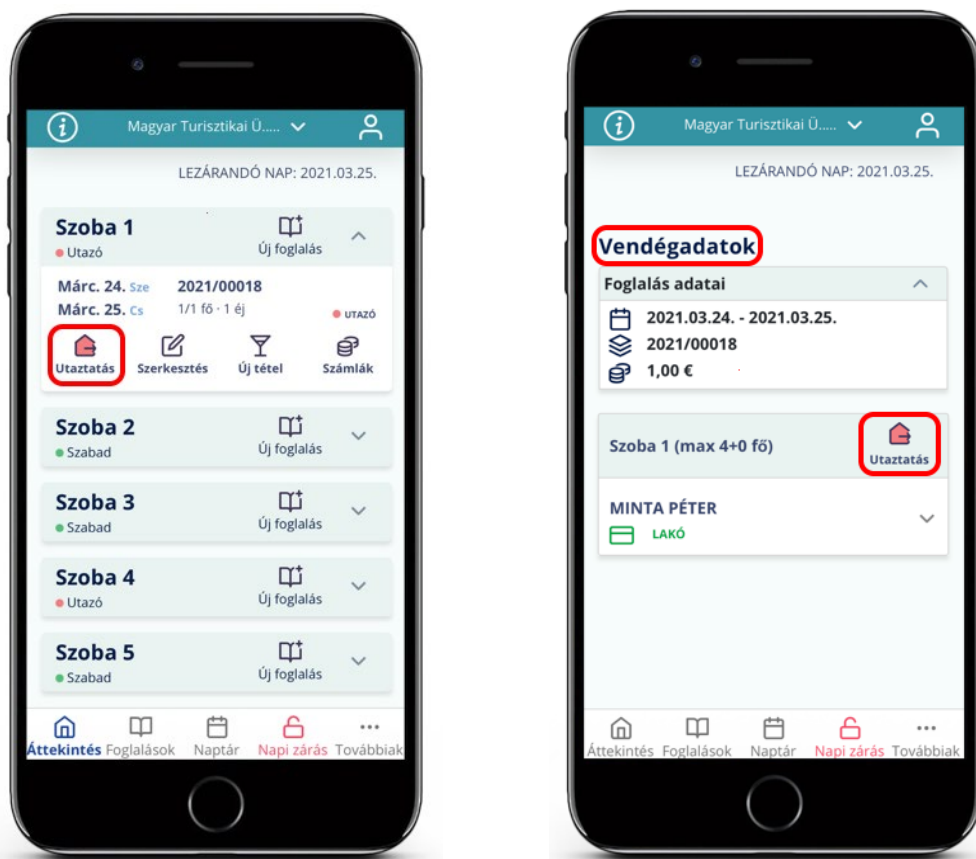 Magyar Turisztikai Ü.....
LEZÁRANDÓ NAP: 2021.03.25.
Szoba 1
Utazó
Új foglalás
Márc. 24. Sze 2021/00018
Márc. 25. Cs 1/1 fő · 1 éj UTAZÓ
Utaztatás Szerkesztés Új tétel Számlák
Szoba 2
Szabad
Új foglalás
Szoba 3
Szabad
Új foglalás
Szoba 4
Utazó
Új foglalás
Szoba 5
Szabad
Új foglalás
Áttekintés Foglalások Naptár Napi zárás Továbbiak
Magyar Turisztikai Ü.....
LEZÁRANDÓ NAP: 2021.03.25.
Vendégadatok
Foglalás adatai
2021.03.24. - 2021.03.25.
2021/00018
1,00 €
Szoba 1 (max 4+0 fő)
Utaztatás
MINTA PÉTER
LAKÓ
Áttekintés Foglalások Naptár Napi zárás Továbbiak